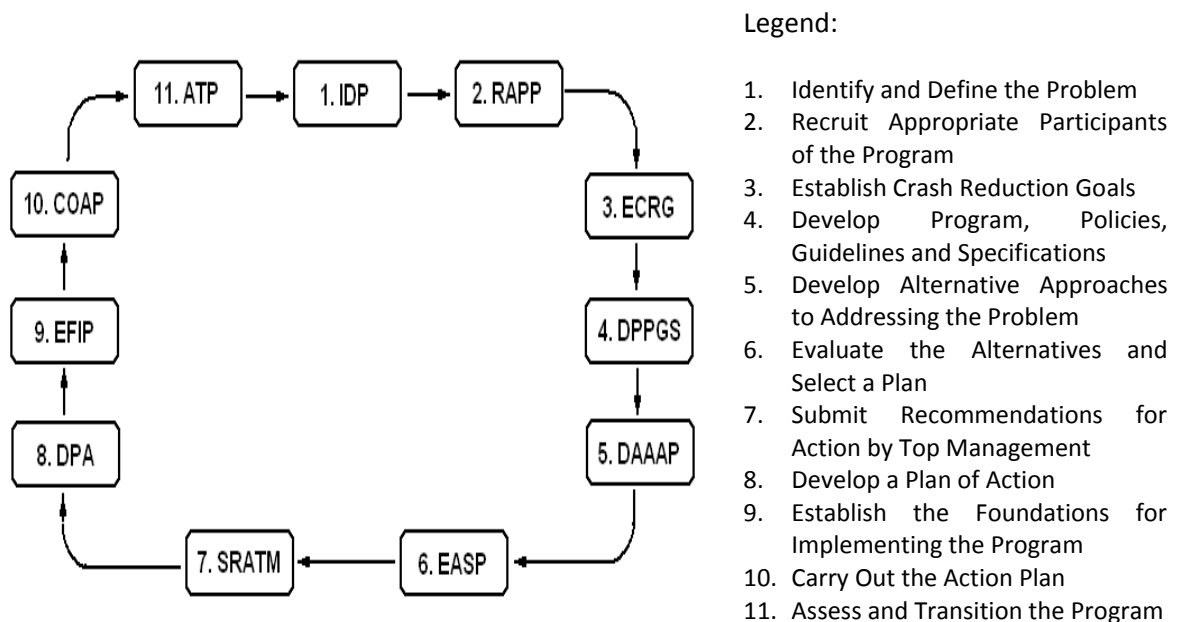 Legend:
11. ATP
1. IDP
2. RAPP
10. COAP
3. ECRG
9. EFIP
4. DPPGS
8. DPA
5. DAAAP
7. SRATM
6. EASP
1. Identify and Define the Problem
2. Recruit Appropriate Participants
of the Program
3. Establish Crash Reduction Goals
4. Develop Program, Policies,
Guidelines and Specifications
5. Develop Alternative Approaches
to Addressing the Problem
6. Evaluate the Alternatives and
Select a Plan
7. Submit Recommendations for
Action by Top Management
8. Develop a Plan of Action
9. Establish the Foundations for
Implementing the Program
10. Carry Out the Action Plan
11. Assess and Transition the Program